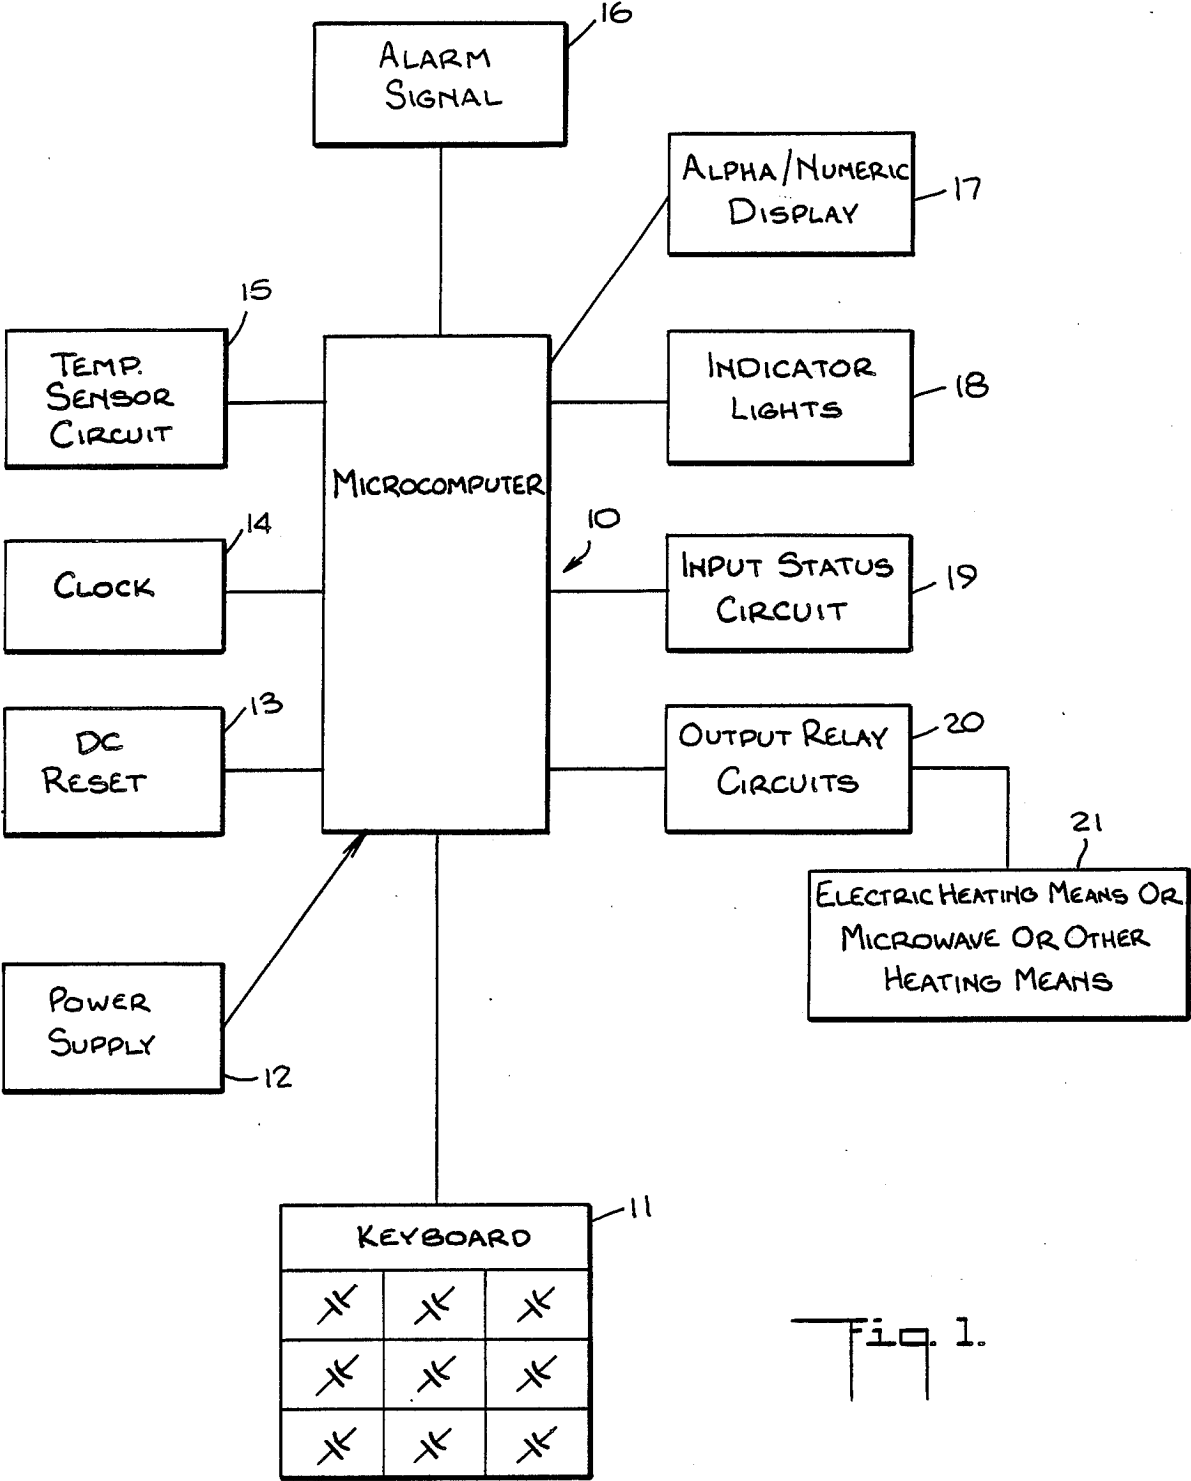 16
ALARM
SIGNAL
ALPHA/NUMERIC
DISPLAY
17
15
TEMP.
SENSOR
CIRCUIT
INDICATOR
LIGHTS
18
MICROCOMPUTER
14
CLOCK
10
INPUT STATUS
CIRCUIT
19
13
DC
RESET
OUTPUT RELAY
CIRCUITS
20
21
ELECTRIC HEATING MEANS OR
MICROWAVE OR OTHER
HEATING MEANS
POWER
SUPPLY
12
11
KEYBOARD
Fig. 1.